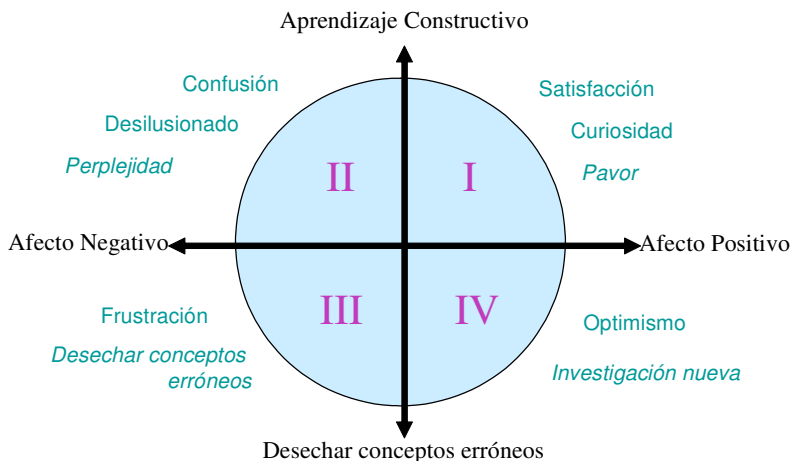 Aprendizaje Constructivo
Confusión
Satisfacción
Desilusionado
Curiosidad
Perplejidad
II
I
Pavor
Afecto Negativo
Afecto Positivo
Frustración
III
IV
Optimismo
Desechar conceptos
erróneos
Investigación nueva
Desechar conceptos erróneos